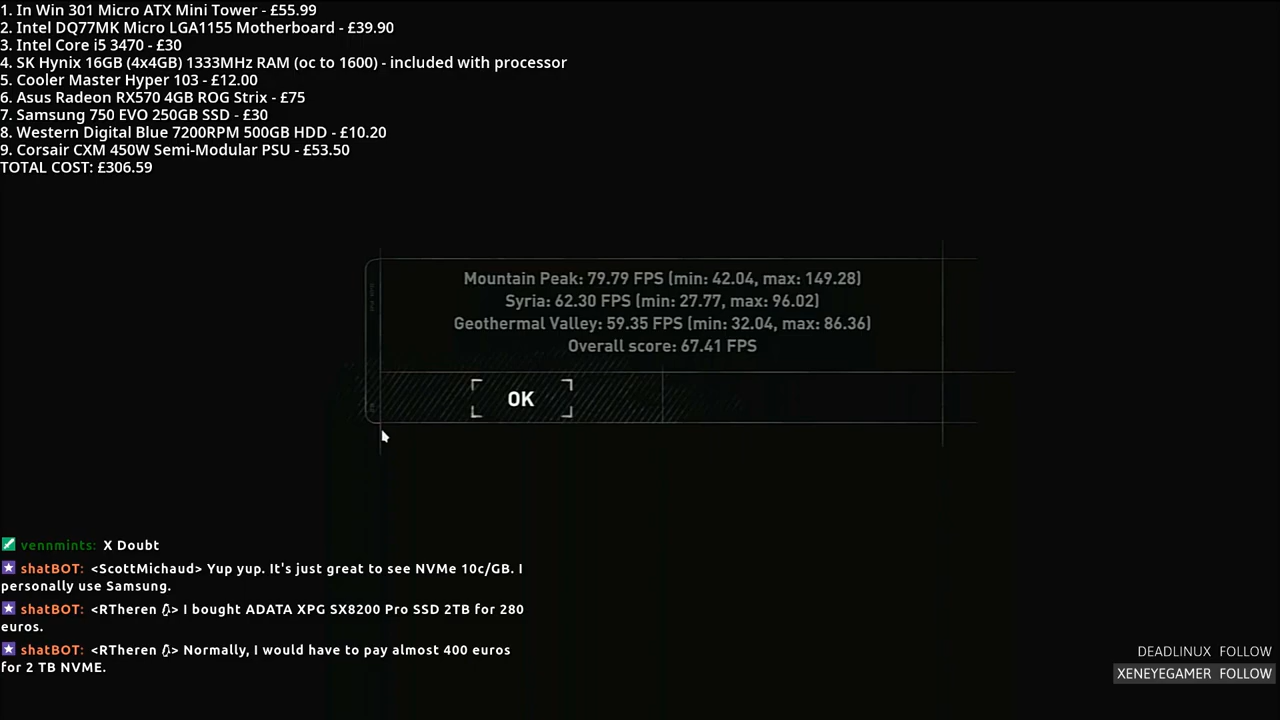 1. In Win 301 Micro ATX Mini Tower - £55.99
2. Intel DQ77MK Micro LGA1155 Motherboard - £39.90
3. Intel Core i5 3470 - £30
4. SK Hynix 16GB (4x4GB) 1333MHz RAM (oc to 1600) - included with processor
5. Cooler Master Hyper 103 - £12.00
6. Asus Radeon RX570 4GB ROG Strix - £75
7. Samsung 750 EVO 250GB SSD - £30
8. Western Digital Blue 7200RPM 500GB HDD - £10.20
9. Corsair CXM 450W Semi-Modular PSU - £53.50
TOTAL COST: £306.59
Mountain Peak: 79.79 FPS (min: 42.04, max: 149.28)
Syria: 62.30 FPS (min: 27.77, max: 96.02)
Geothermal Valley: 59.35 FPS (min: 32.04, max: 86.36)
Overall score: 67.41 FPS
OK
vennmints: X Doubt
shatBOT: <ScottMichaud> Yup yup. It's just great to see NVMe 10c/GB. I
personally use Samsung.
shatBOT: <RTheren > I bought ADATA XPG SX8200 Pro SSD 2TB for 280
euros.
shatBOT: <RTheren > Normally, I would have to pay almost 400 euros
for 2 TB NVME.
DEADLINUX FOLLOW
XENEYEGAMER FOLLOW